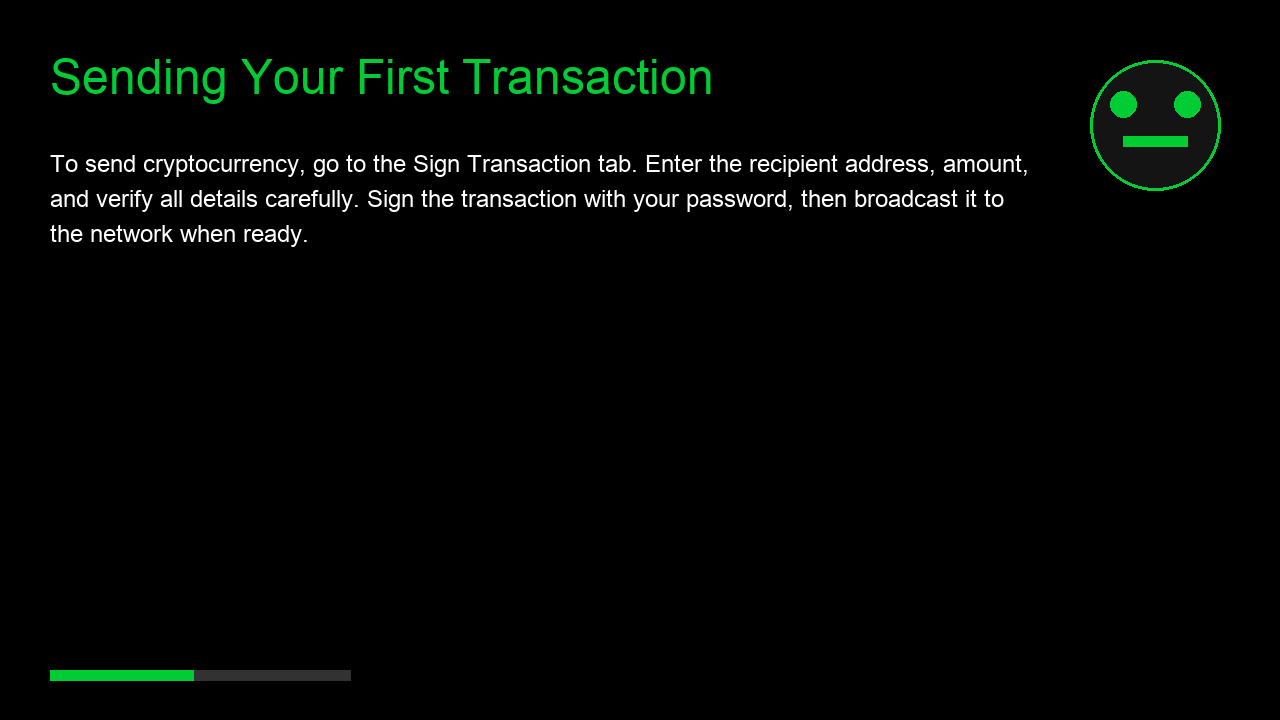 Sending Your First Transaction
To send cryptocurrency, go to the Sign Transaction tab. Enter the recipient address, amount,
and verify all details carefully. Sign the transaction with your password, then broadcast it to
the network when ready.